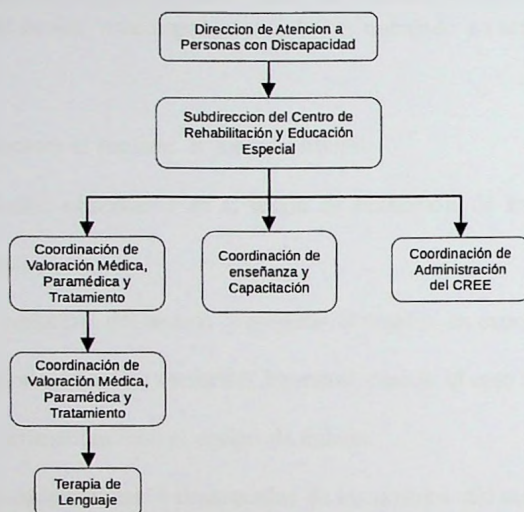 Direccion de Atencion a
Personas con Discapacidad
Subdireccion del Centro de
Rehabilitación y Educación
Especial
Coordinación de
Valoración Médica,
Paramédica y
Tratamiento
Coordinación de
enseñanza y
Capacitación
Coordinación de
Administración
del CREE
Coordinación de
Valoración Médica,
Paramédica y
Tratamiento
Terapia de
Lenguaje